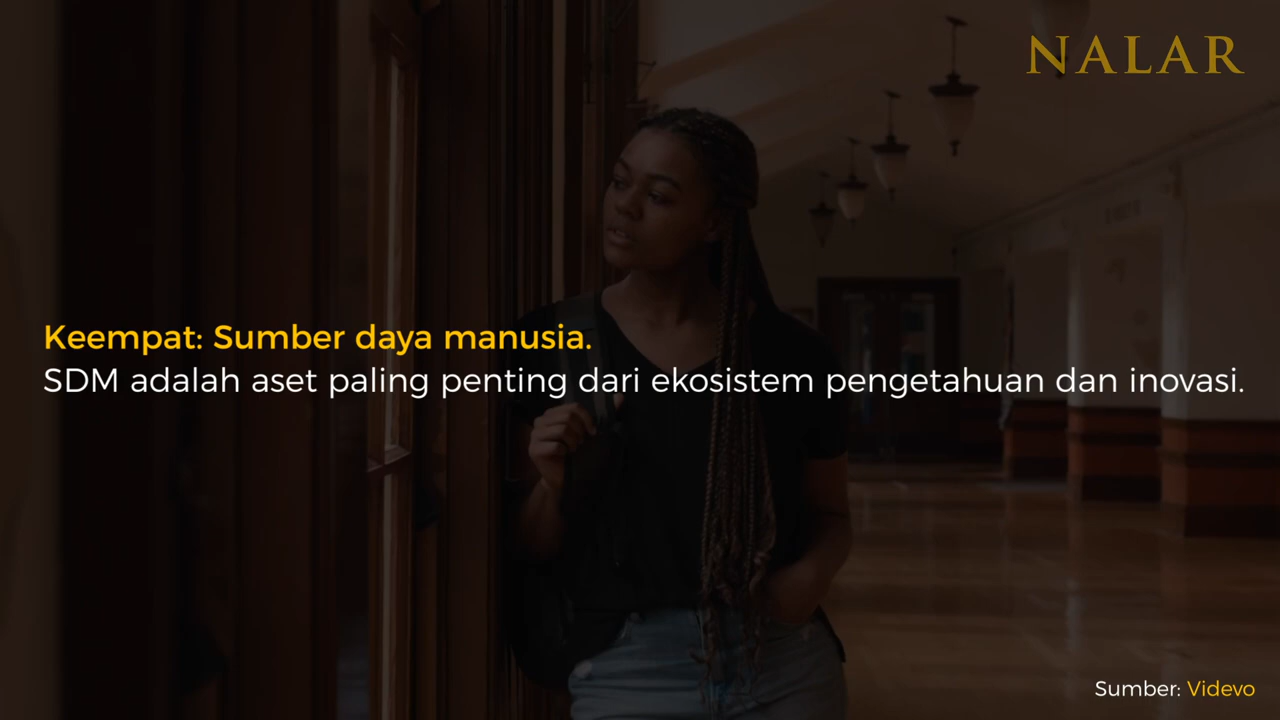 NALAR
Keempat: Sumber daya manusia.
SDM adalah aset paling penting dari ekosistem pengetahuan dan inovasi.
Sumber: Videvo